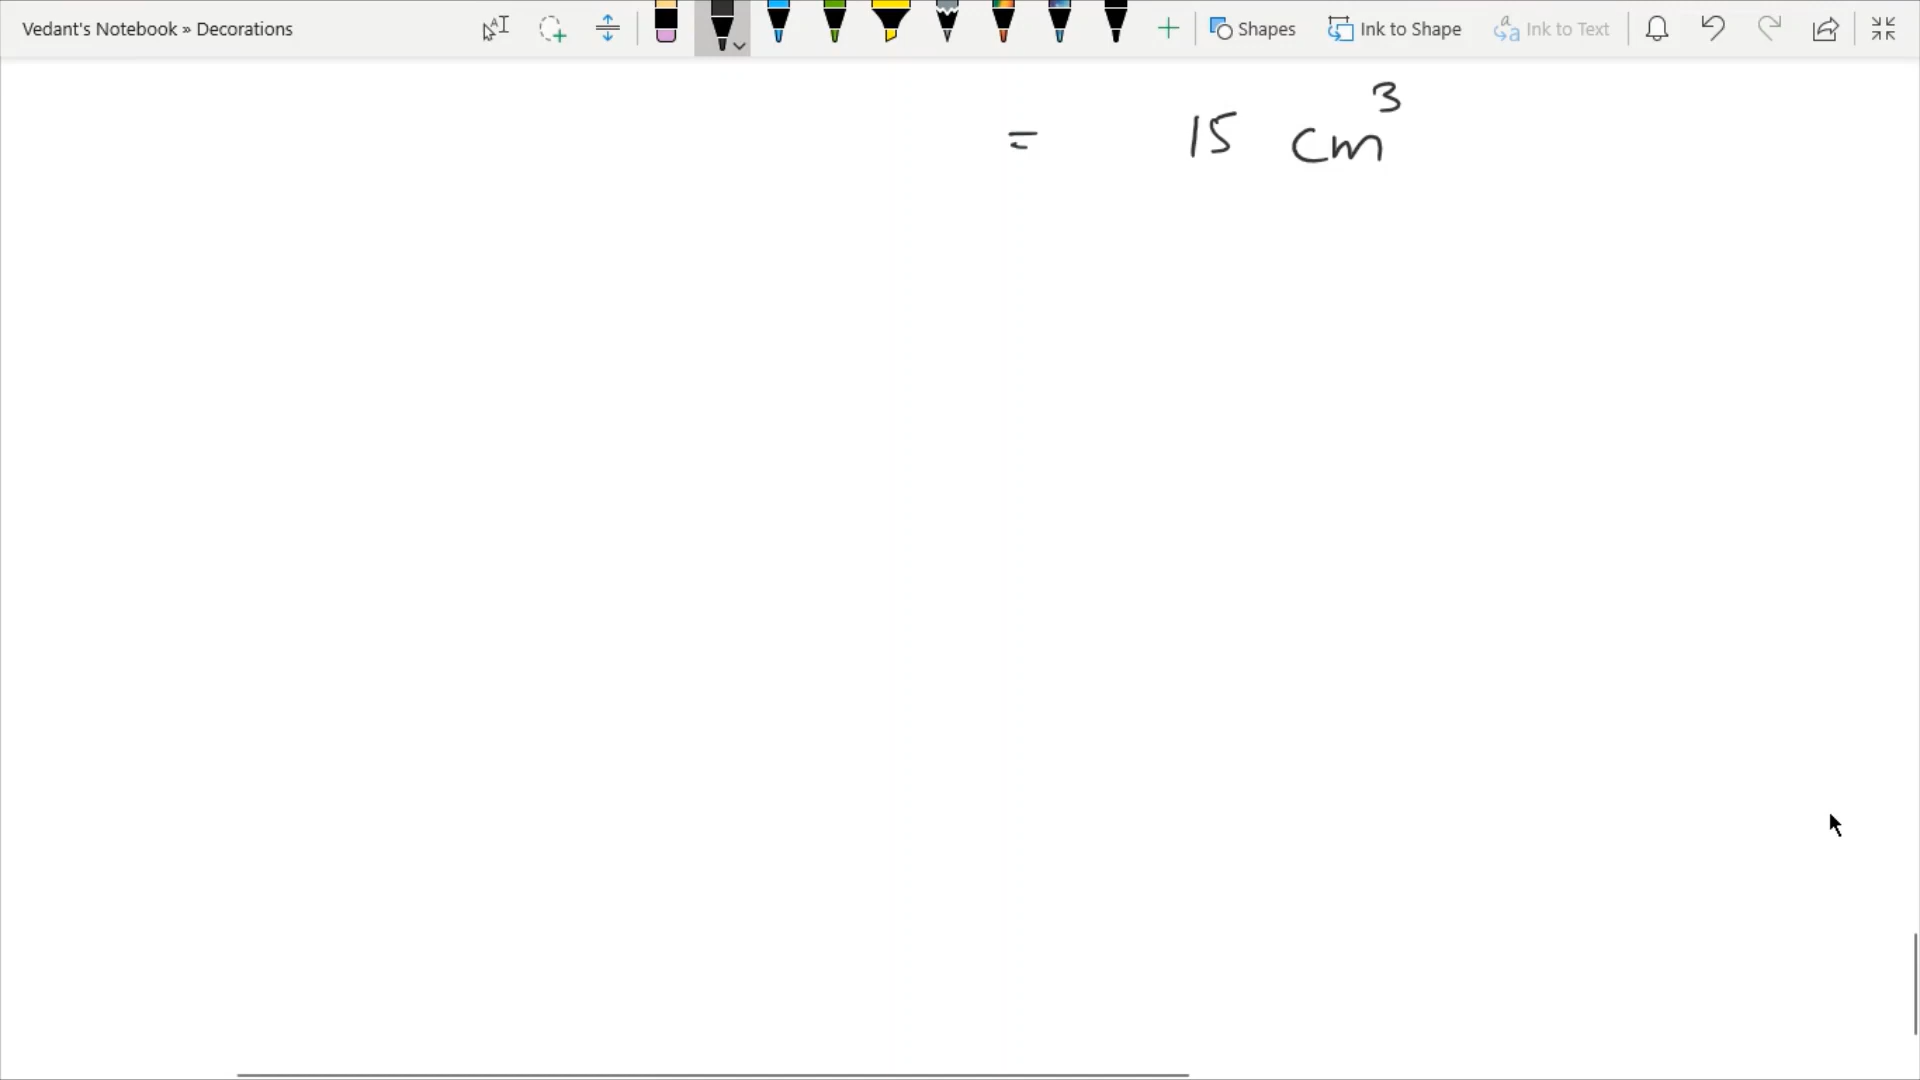 Vedant's Notebook » Decorations Shapes Ink to Shape Ink to Text
= 15 cm³